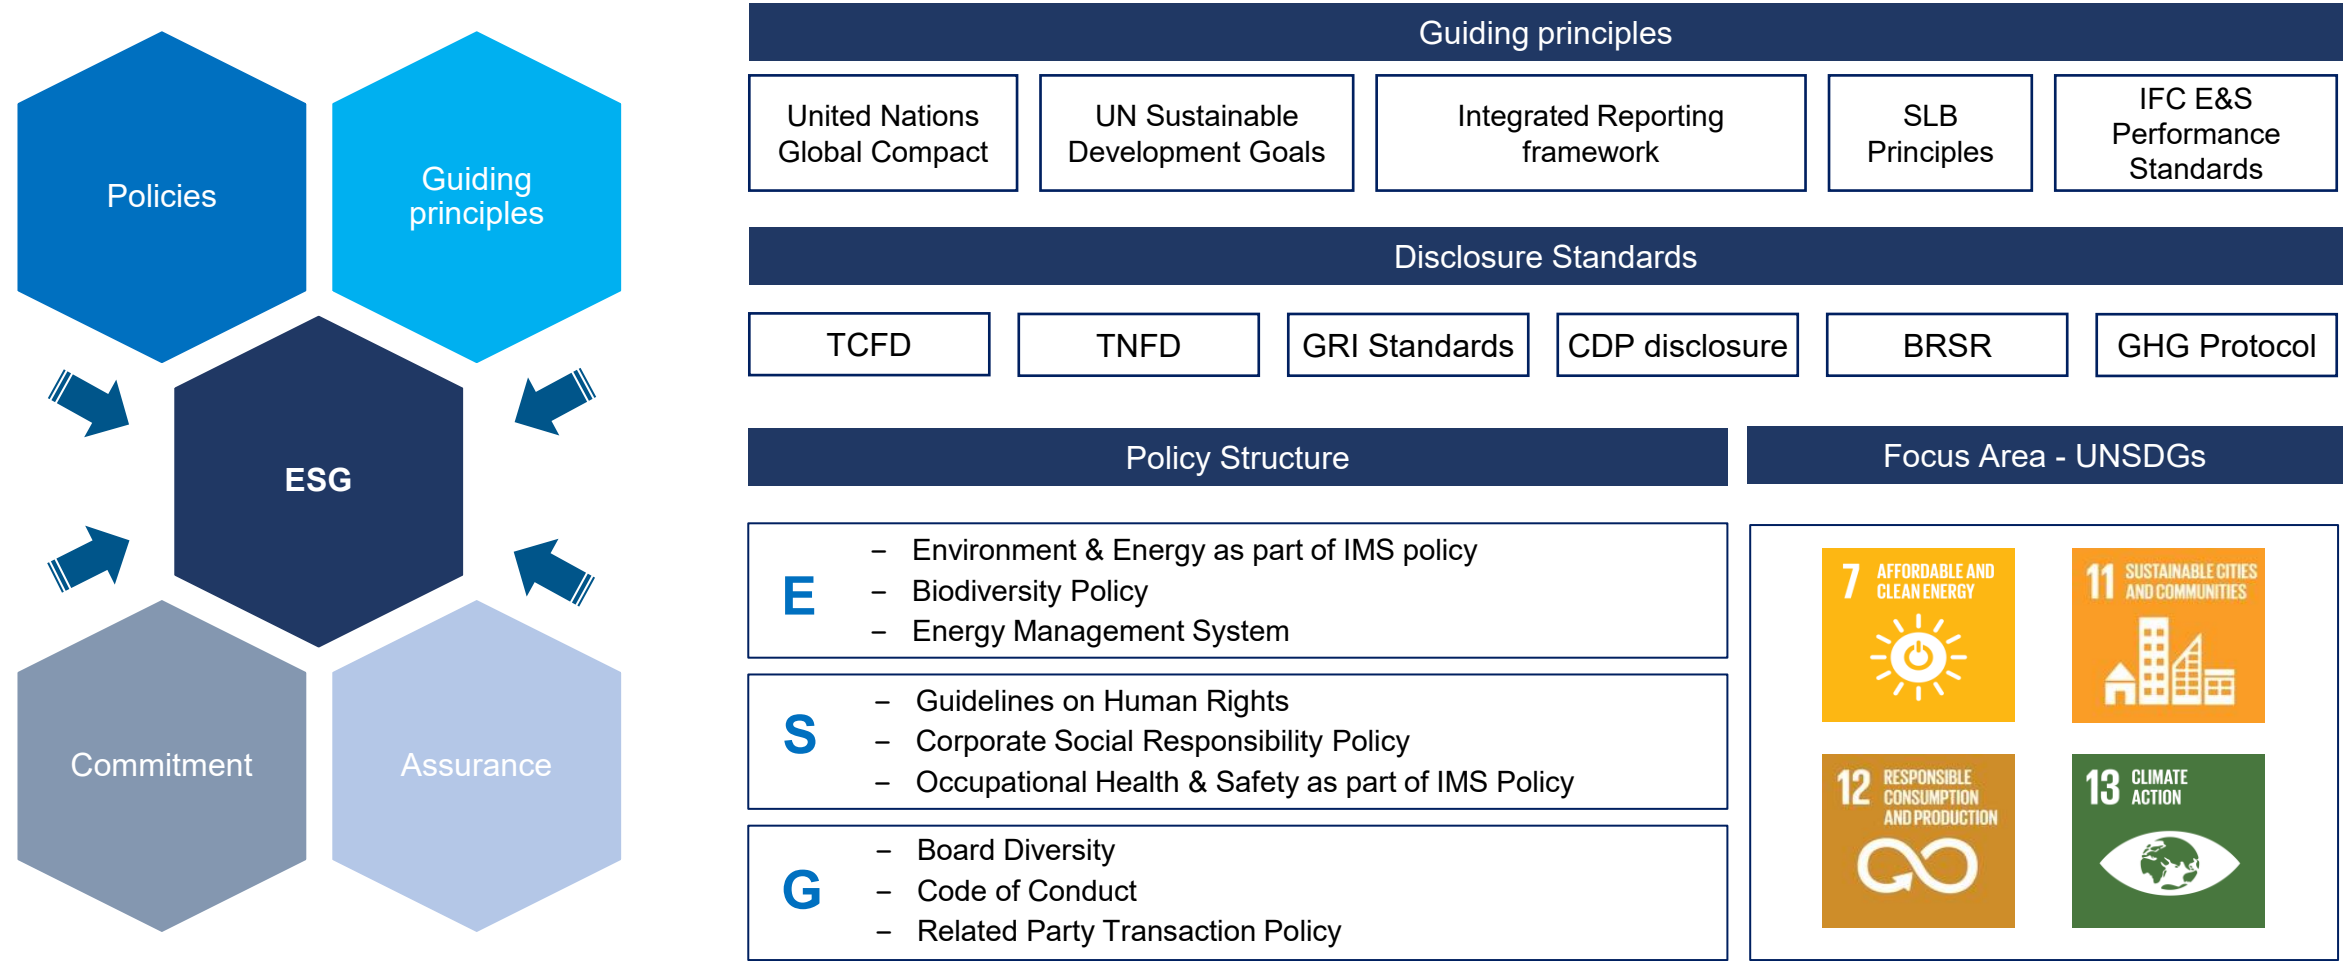 Policies
Guiding
principles
ESG
Commitment
Assurance
Guiding principles
United Nations
Global Compact
UN Sustainable
Development Goals
Integrated Reporting
framework
SLB
Principles
IFC E&S
Performance
Standards
Disclosure Standards
TCFD
TNFD
GRI Standards
CDP disclosure
BRSR
GHG Protocol
Policy Structure
E
– Environment & Energy as part of IMS policy
– Biodiversity Policy
– Energy Management System
S
– Guidelines on Human Rights
– Corporate Social Responsibility Policy
– Occupational Health & Safety as part of IMS Policy
G
– Board Diversity
– Code of Conduct
– Related Party Transaction Policy
Focus Area - UNSDGs
7 AFFORDABLE AND
CLEAN ENERGY
11 SUSTAINABLE CITIES
AND COMMUNITIES
12 RESPONSIBLE
CONSUMPTION
AND PRODUCTION
13 CLIMATE
ACTION